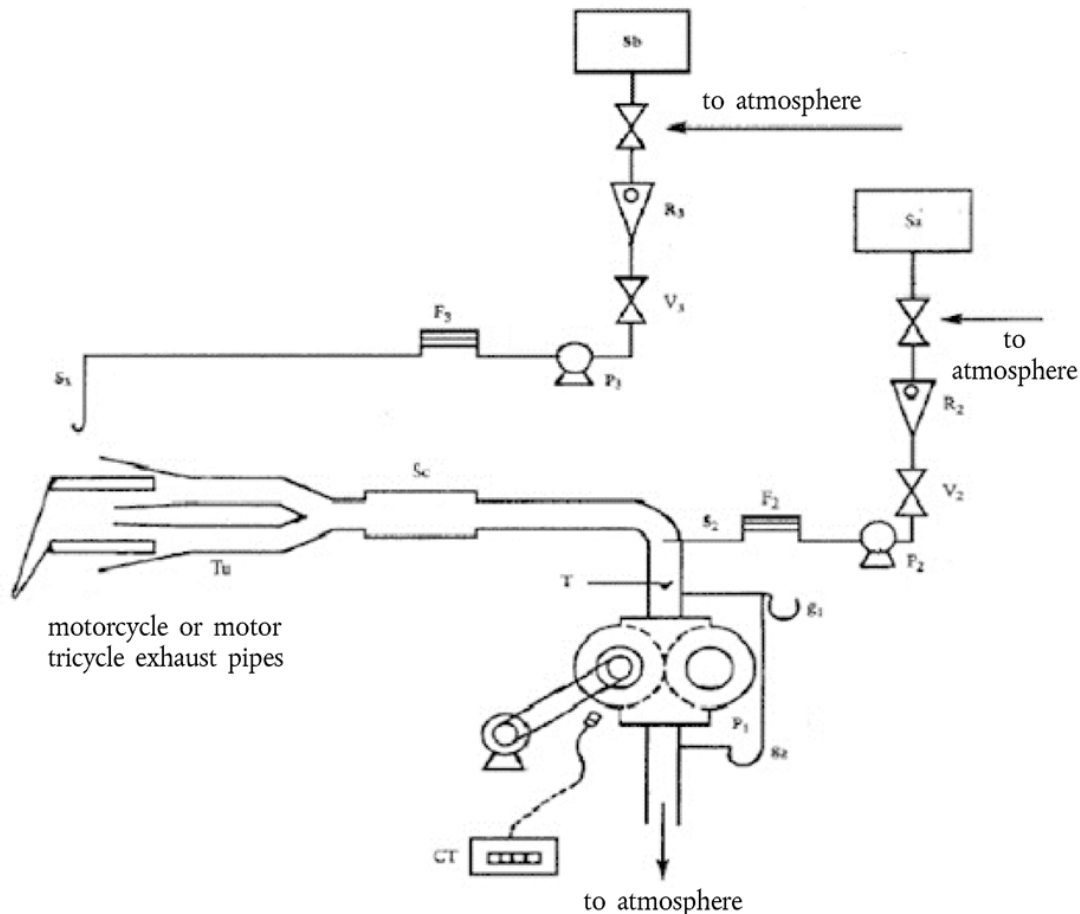 Sb
to atmosphere
R3
Sa
V3
F3
to
atmosphere
P3
R2
Sx
Sc
V2
F2
S2
P2
Tu
T
g1
motorcycle or motor
tricycle exhaust pipes
P1
g2
CT
to atmosphere